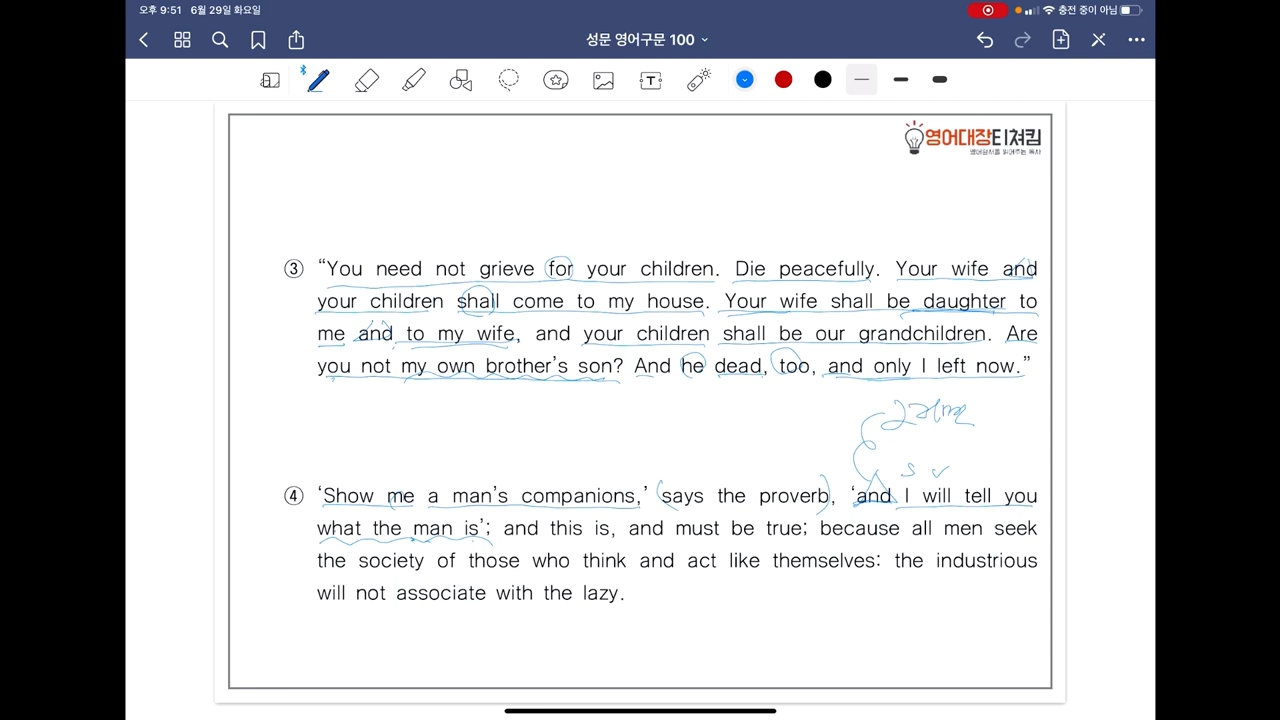 오후 9:51 6월 29일 화요일
충전 중이 아님
성문 영어구문 100
영어대장티쳐킴
③ “You need not grieve for your children. Die peacefully. Your wife and
your children shall come to my house. Your wife shall be daughter to
me and to my wife, and your children shall be our grandchildren. Are
you not my own brother’s son? And he dead, too, and only I left now.”
s v
④ ‘Show me a man’s companions,’ says the proverb, ‘and I will tell you
what the man is’; and this is, and must be true; because all men seek
the society of those who think and act like themselves: the industrious
will not associate with the lazy.